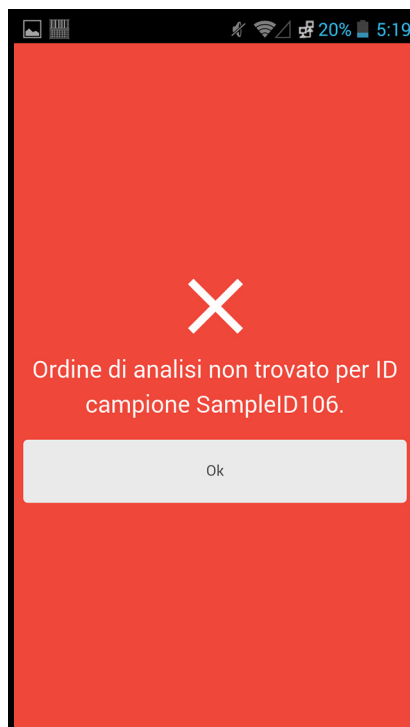 20% 5:19
Ordine di analisi non trovato per ID
campione SampleID106.
Ok